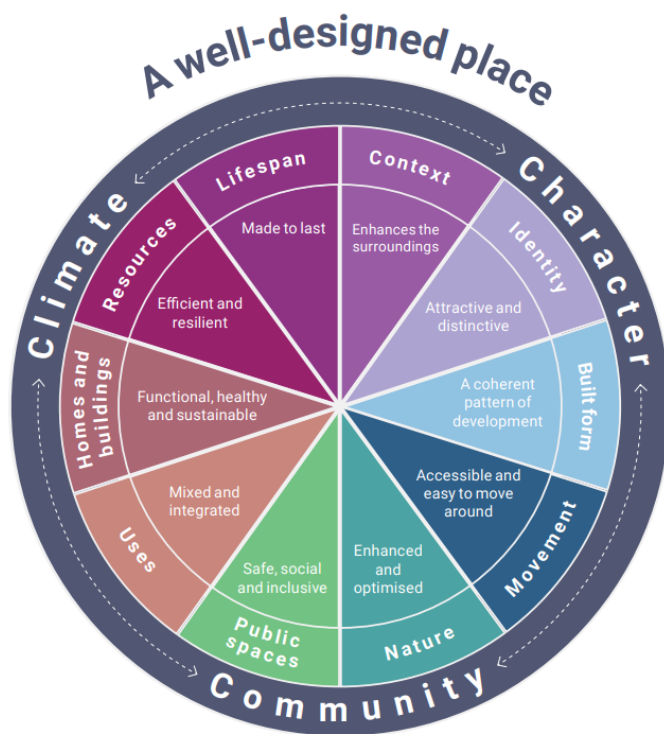 A well-designed place
Climate
Character
Community
Context
Enhances the
surroundings
Identity
Attractive and
distinctive
Built form
A coherent
pattern of
development
Movement
Accessible and
easy to move
around
Nature
Enhanced
and
optimised
Public
spaces
Safe, social
and inclusive
Uses
Mixed and
integrated
Homes and
buildings
Functional, healthy
and sustainable
Resources
Efficient and
resilient
Lifespan
Made to last